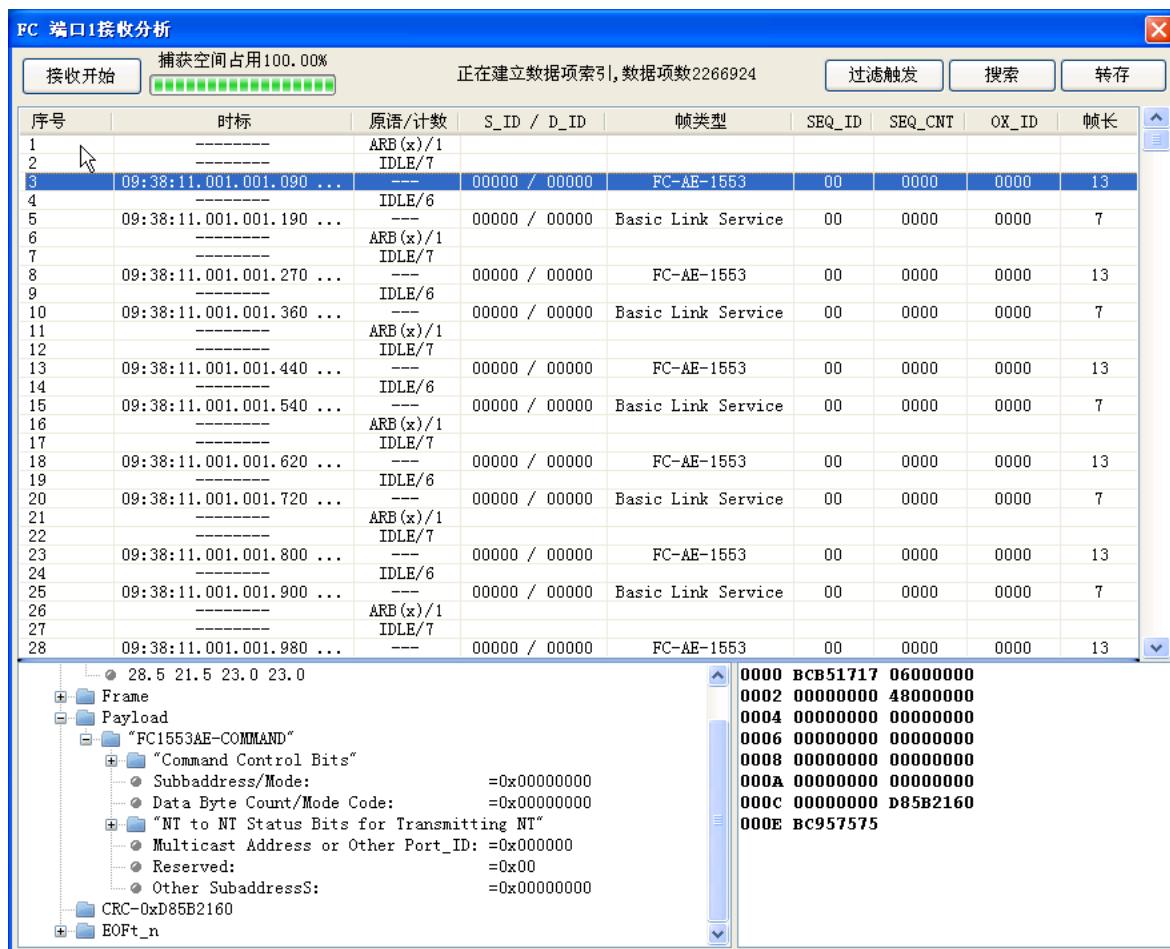 FC 端口1接收分析
接收开始 捕获空间占用100.00% 正在建立数据项索引,数据项数2266924 过滤触发 搜索 转存
序号 时标 原语/计数 S_ID / D_ID 帧类型 SEQ_ID SEQ_CNT OX_ID 帧长
1 -------- ARB(x)/1
2 -------- IDLE/7
3 09:38:11.001.001.090 ... --- 00000 / 00000 FC-AE-1553 00 0000 0000 13
4 -------- IDLE/6
5 09:38:11.001.001.190 ... --- 00000 / 00000 Basic Link Service 00 0000 0000 7
6 -------- ARB(x)/1
7 -------- IDLE/7
8 09:38:11.001.001.270 ... --- 00000 / 00000 FC-AE-1553 00 0000 0000 13
9 -------- IDLE/6
10 09:38:11.001.001.360 ... --- 00000 / 00000 Basic Link Service 00 0000 0000 7
11 -------- ARB(x)/1
12 -------- IDLE/7
13 09:38:11.001.001.440 ... --- 00000 / 00000 FC-AE-1553 00 0000 0000 13
14 -------- IDLE/6
15 09:38:11.001.001.540 ... --- 00000 / 00000 Basic Link Service 00 0000 0000 7
16 -------- ARB(x)/1
17 -------- IDLE/7
18 09:38:11.001.001.620 ... --- 00000 / 00000 FC-AE-1553 00 0000 0000 13
19 -------- IDLE/6
20 09:38:11.001.001.720 ... --- 00000 / 00000 Basic Link Service 00 0000 0000 7
21 -------- ARB(x)/1
22 -------- IDLE/7
23 09:38:11.001.001.800 ... --- 00000 / 00000 FC-AE-1553 00 0000 0000 13
24 -------- IDLE/6
25 09:38:11.001.001.900 ... --- 00000 / 00000 Basic Link Service 00 0000 0000 7
26 -------- ARB(x)/1
27 -------- IDLE/7
28 09:38:11.001.001.980 ... --- 00000 / 00000 FC-AE-1553 00 0000 0000 13
28.5 21.5 23.0 23.0
Frame
Payload
"FC1553AE-COMMAND"
"Command Control Bits"
Subbaddress/Mode: =0x00000000
Data Byte Count/Mode Code: =0x00000000
"NT to NT Status Bits for Transmitting NT"
Multicast Address or Other Port_ID: =0x000000
Reserved: =0x00
Other SubaddressS: =0x00000000
CRC-0xD85B2160
EOFt_n
0000 BCB51717 06000000
0002 00000000 48000000
0004 00000000 00000000
0006 00000000 00000000
0008 00000000 00000000
000A 00000000 00000000
000C 00000000 D85B2160
000E BC957575